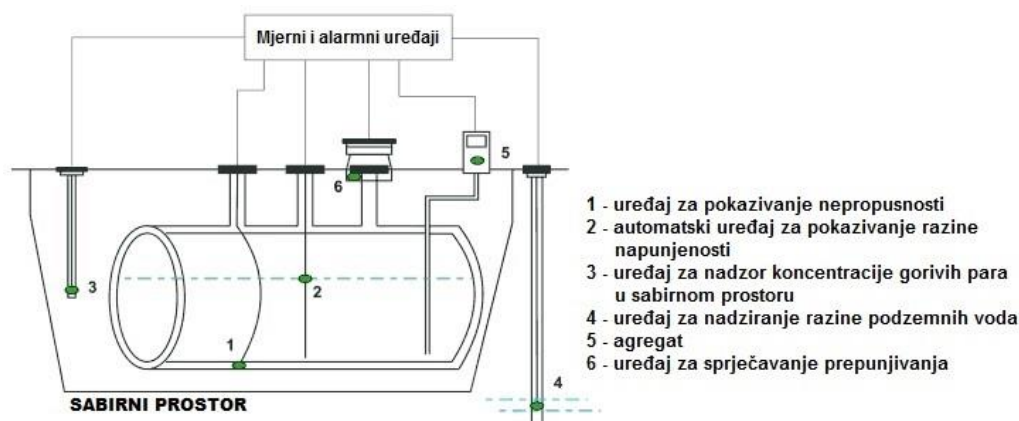 Mjerni i alarmni uređaji
5
6
3
2
1
4
SABIRNI PROSTOR
1 - uređaj za pokazivanje nepropusnosti
2 - automatski uređaj za pokazivanje razine
napunjenosti
3 - uređaj za nadzor koncentracije gorivih para
u sabirnom prostoru
4 - uređaj za nadziranje razine podzemnih voda
5 - agregat
6 - uređaj za sprječavanje prepunjivanja